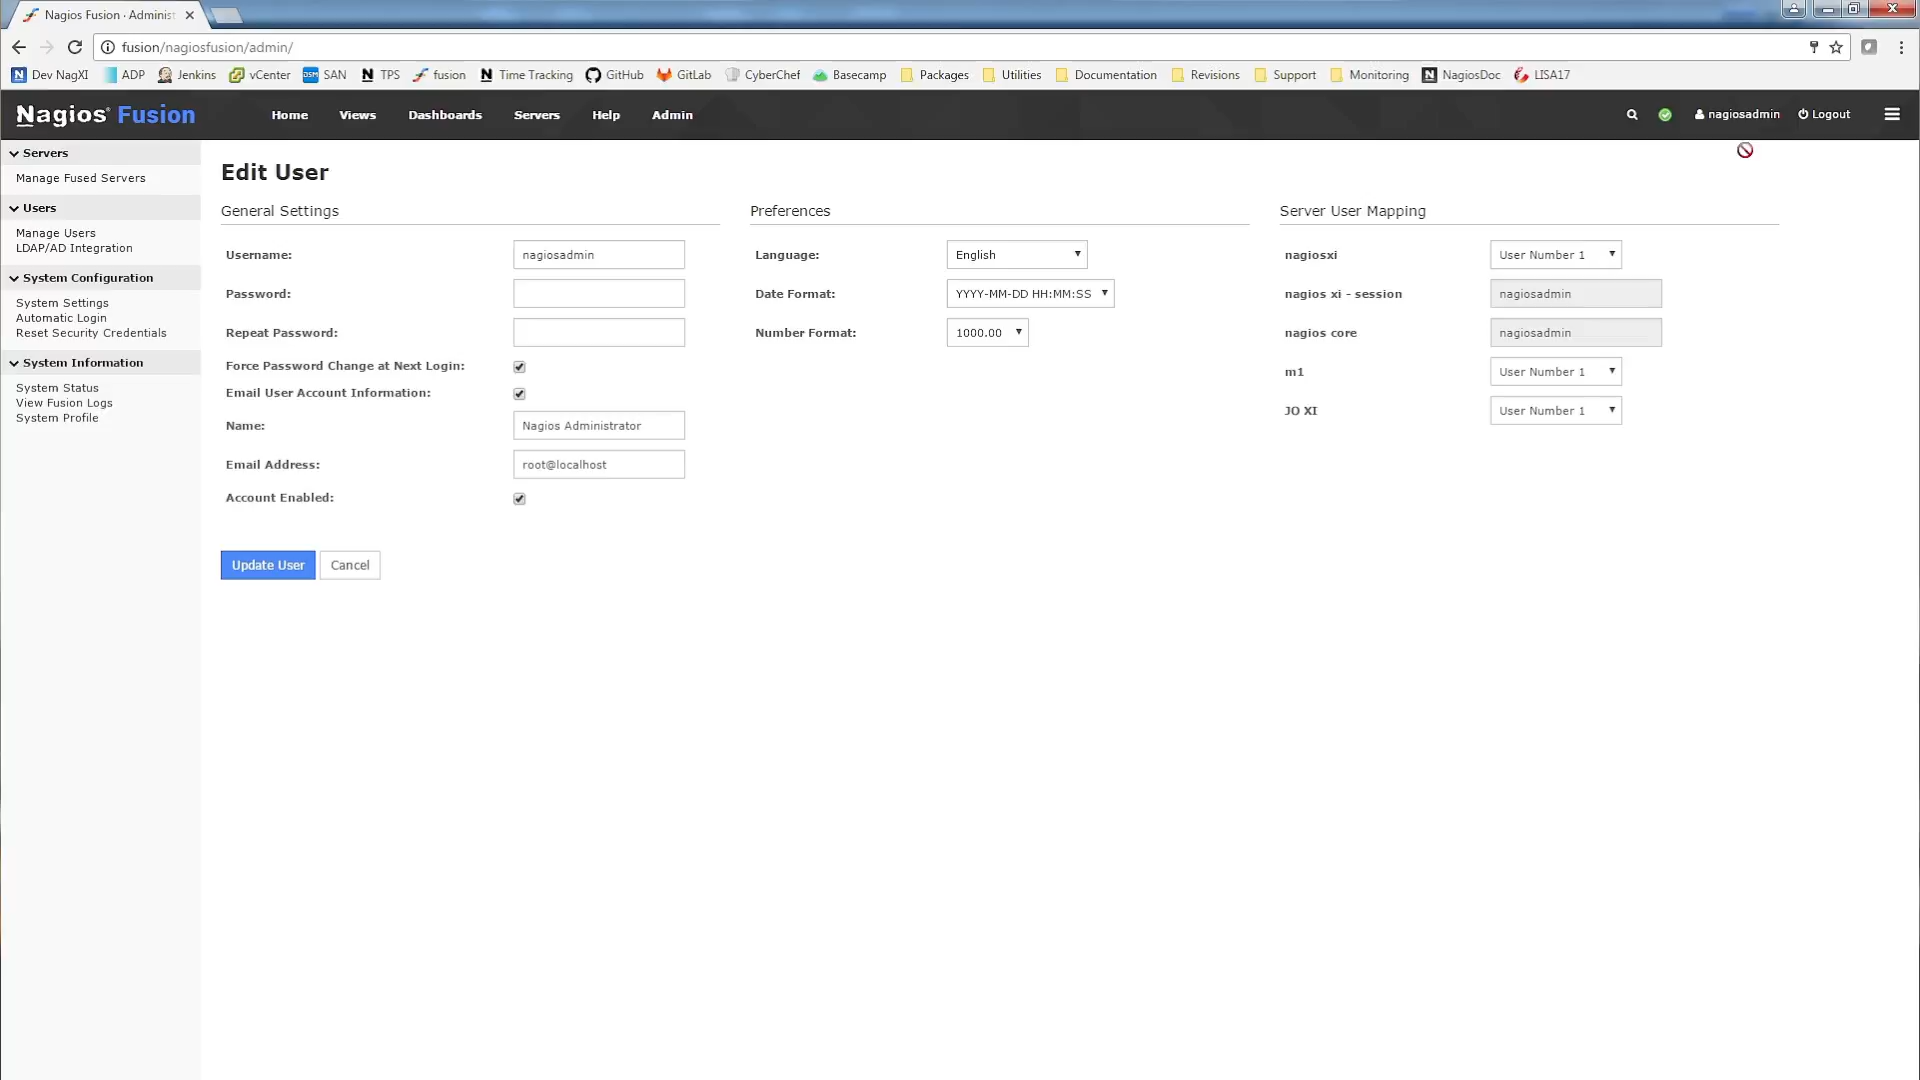 Nagios Fusion · Administ
fusion/nagiosfusion/admin/
Dev NagXI ADP Jenkins vCenter SAN TPS fusion Time Tracking GitHub GitLab CyberChef Basecamp Packages Utilities Documentation Revisions Support Monitoring NagiosDoc LISA17
Nagios® Fusion Home Views Dashboards Servers Help Admin nagiosadmin Logout
Servers
Manage Fused Servers
Users
Manage Users
LDAP/AD Integration
System Configuration
System Settings
Automatic Login
Reset Security Credentials
System Information
System Status
View Fusion Logs
System Profile
Edit User
General Settings
Username: nagiosadmin
Password:
Repeat Password:
Force Password Change at Next Login:
Email User Account Information:
Name: Nagios Administrator
Email Address: root@localhost
Account Enabled:
Update User Cancel
Preferences
Language: English
Date Format: YYYY-MM-DD HH:MM:SS
Number Format: 1000.00
Server User Mapping
nagiosxi User Number 1
nagios xi - session nagiosadmin
nagios core nagiosadmin
m1 User Number 1
JO XI User Number 1